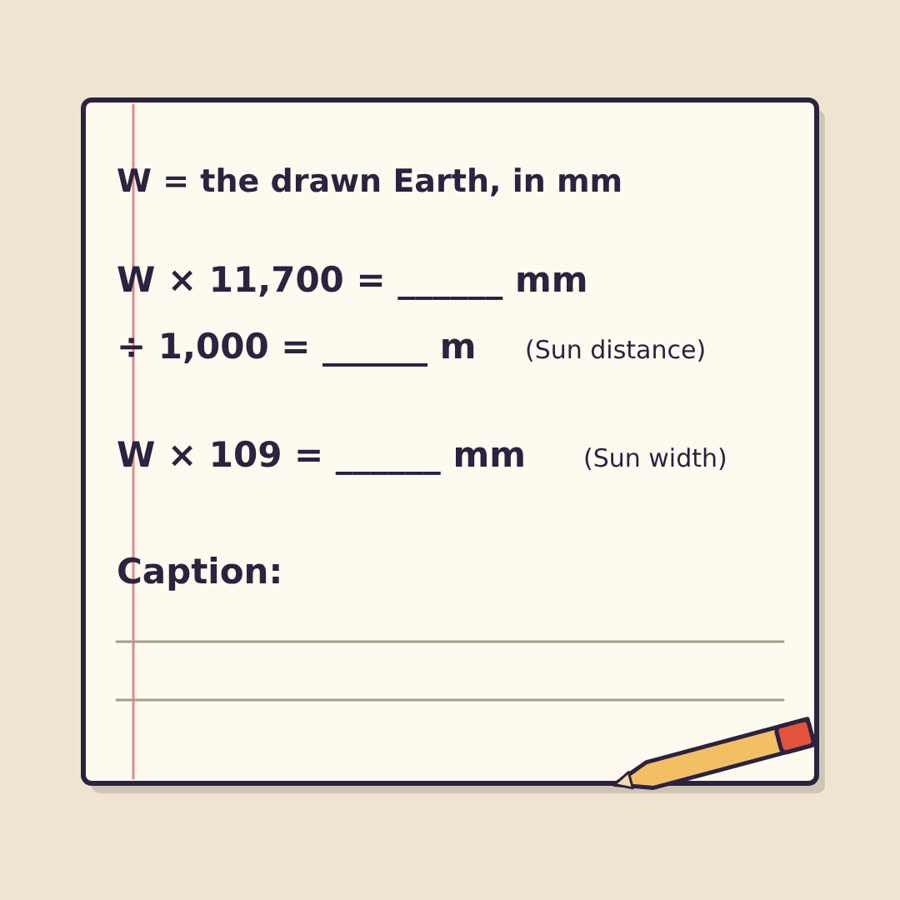 W = the drawn Earth, in mm
W × 11,700 = ______ mm
÷ 1,000 = ______ m (Sun distance)
W × 109 = ______ mm (Sun width)
Caption: